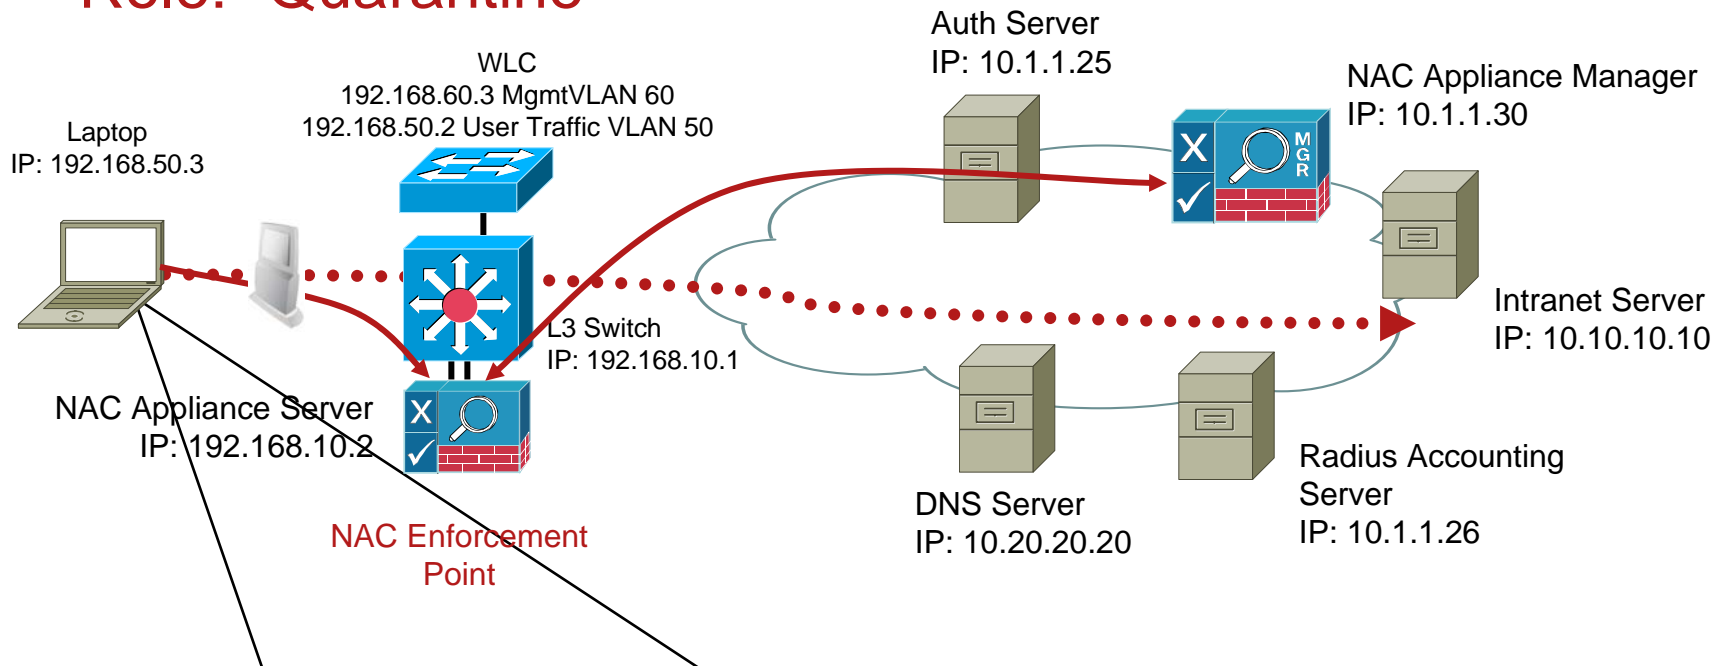 Role: "Quarantine"
Auth Server
IP: 10.1.1.25
WLC
192.168.60.3 MgmtVLAN 60
192.168.50.2 User Traffic VLAN 50
NAC Appliance Manager
IP: 10.1.1.30
Laptop
IP: 192.168.50.3
MGR
L3 Switch
IP: 192.168.10.1
Intranet Server
IP: 10.10.10.10
NAC Appliance Server
IP: 192.168.10.2
NAC Enforcement
Point
DNS Server
IP: 10.20.20.20
Radius Accounting
Server
IP: 10.1.1.26